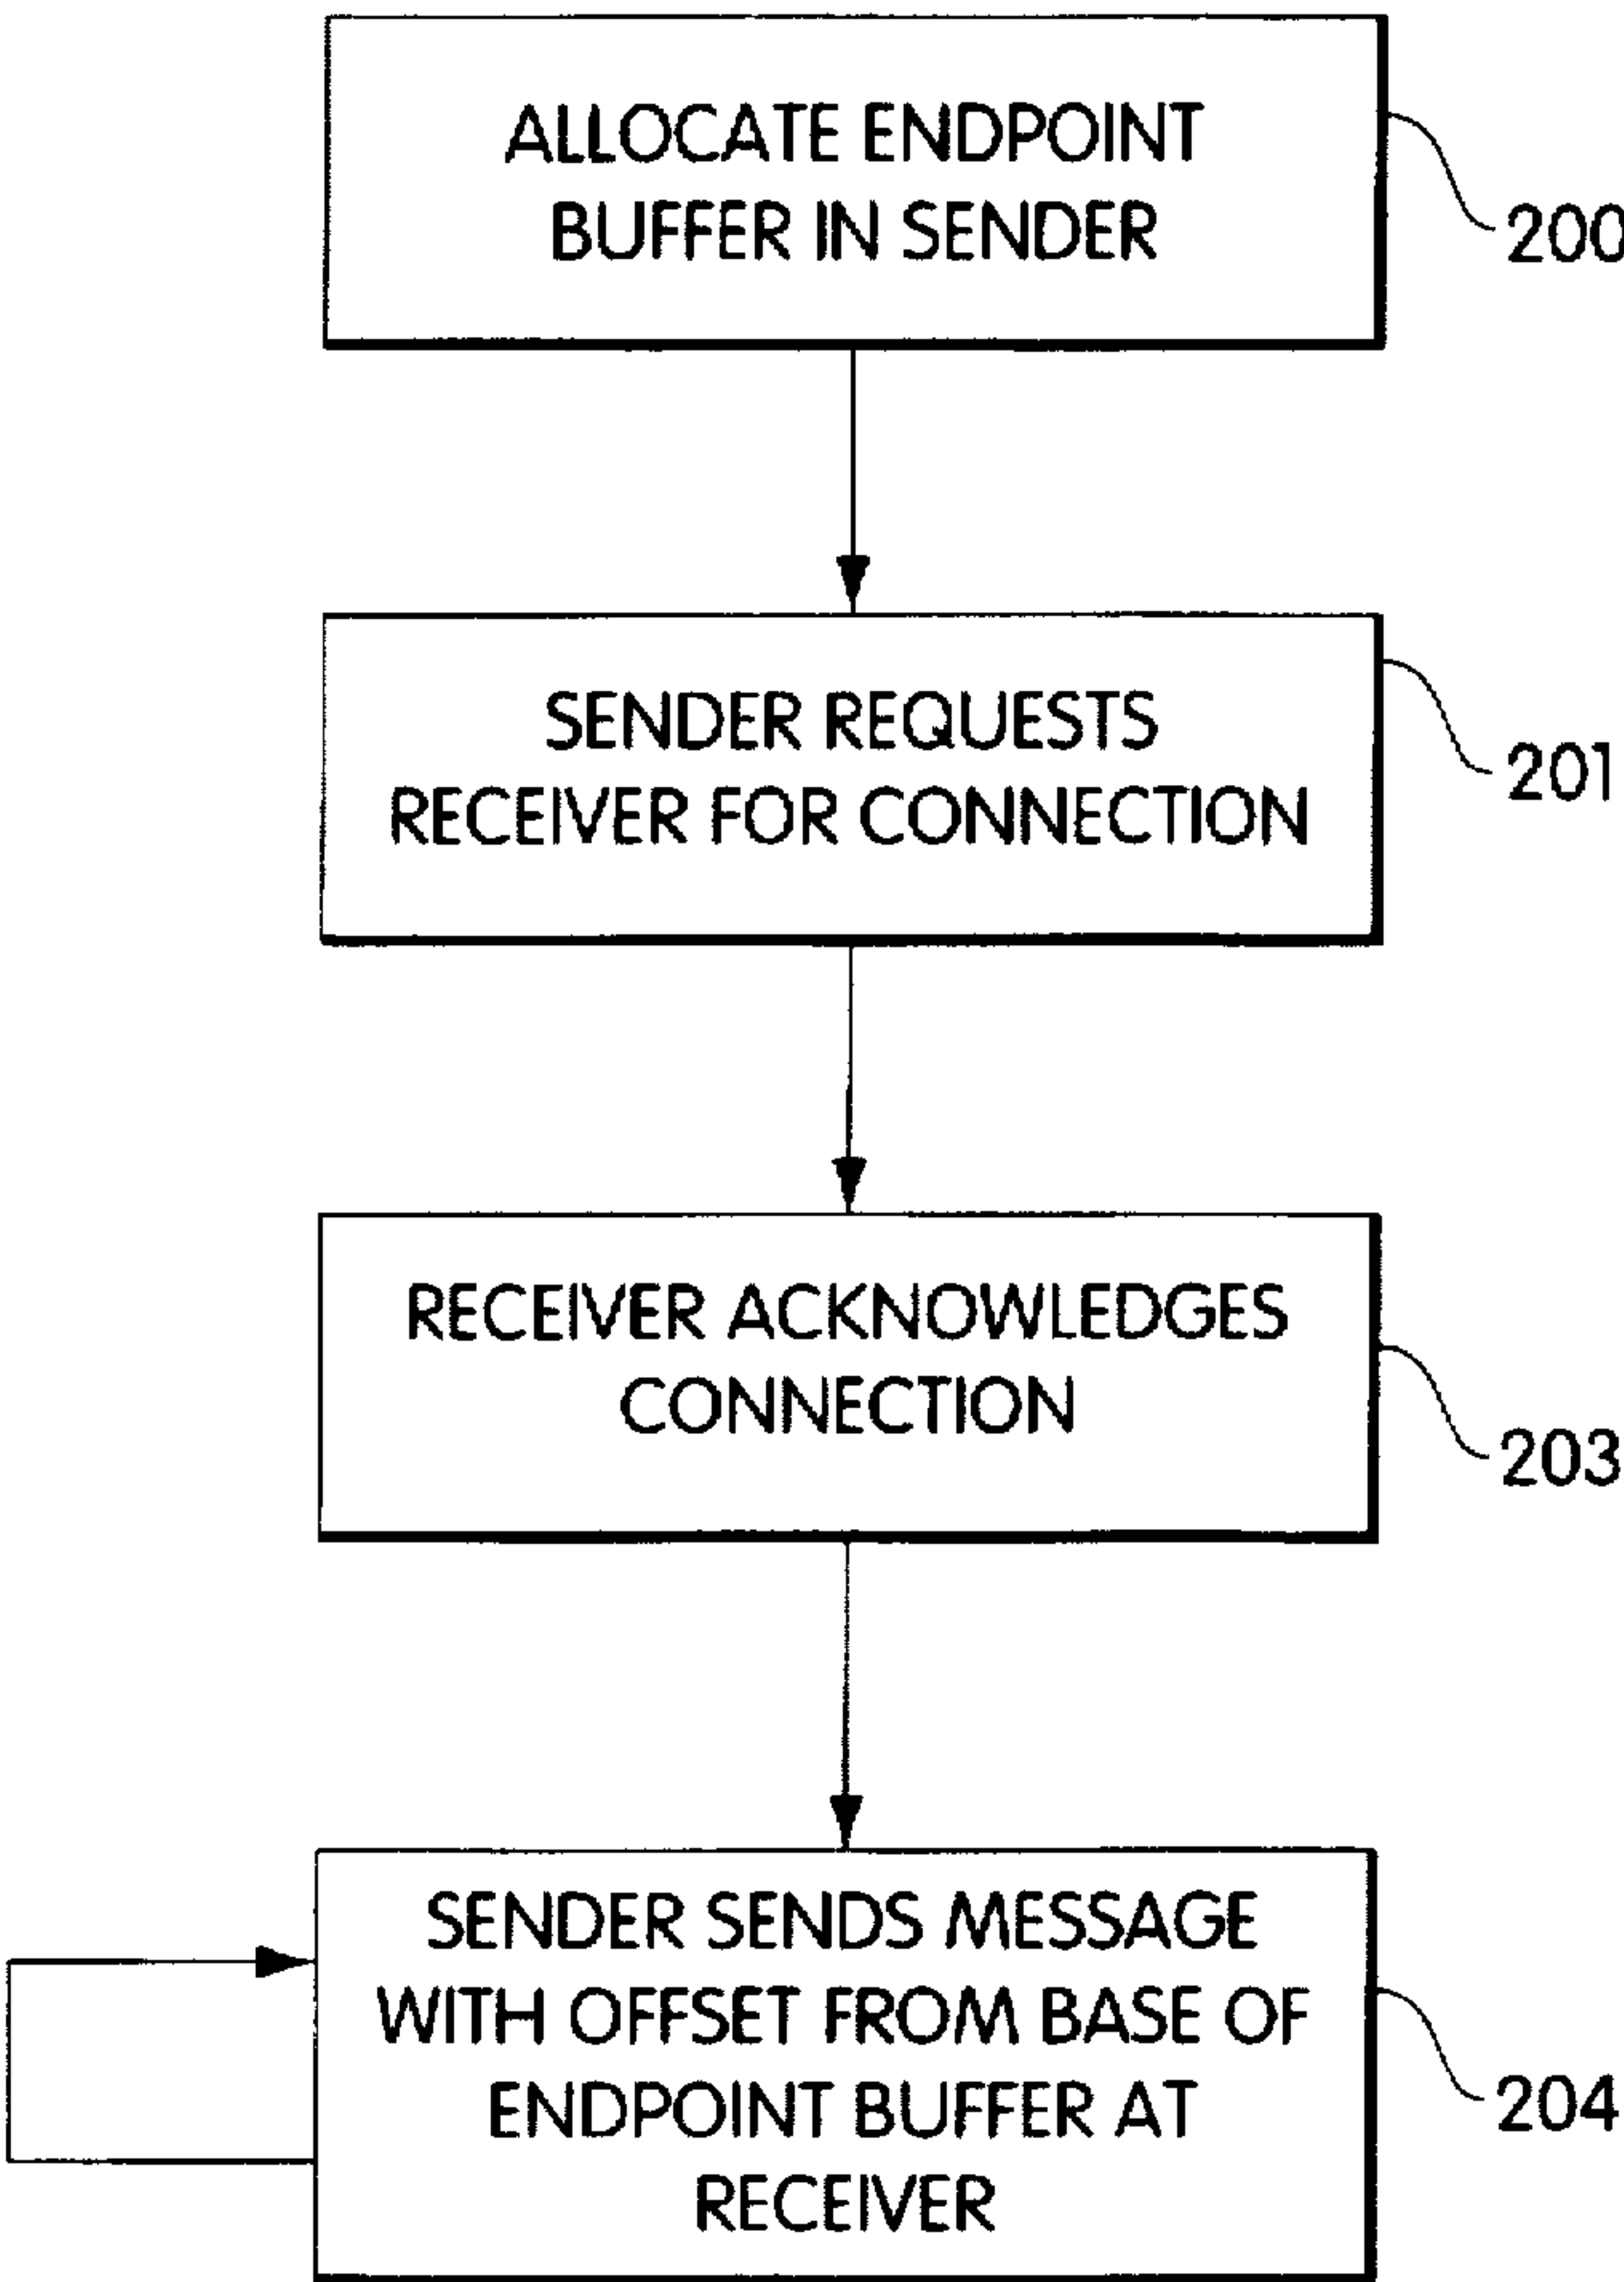 ALLOCATE ENDPOINT
BUFFER IN SENDER
200
SENDER REQUESTS
RECEIVER FOR CONNECTION
201
RECEIVER ACKNOWLEDGES
CONNECTION
203
SENDER SENDS MESSAGE
WITH OFFSET FROM BASE OF
ENDPOINT BUFFER AT
RECEIVER
204